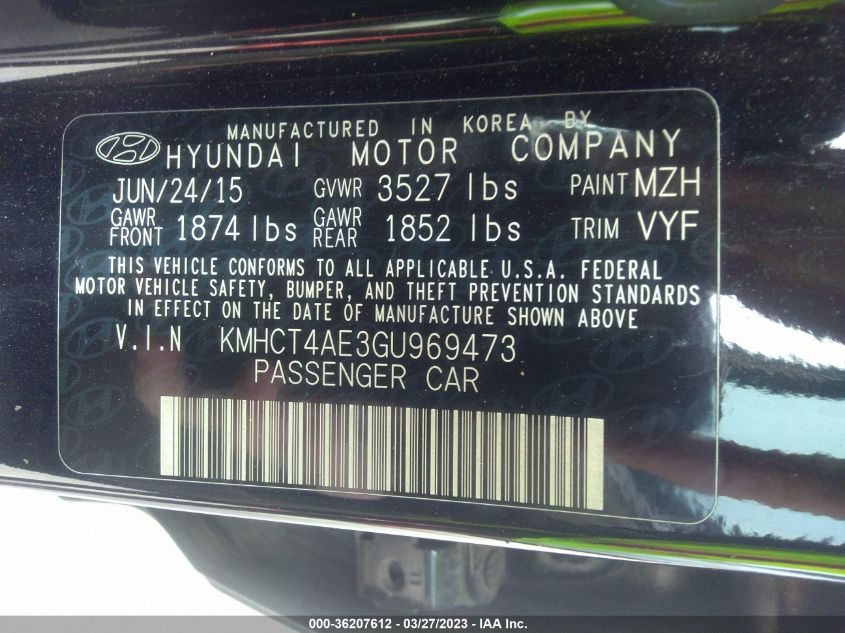 MANUFACTURED IN KOREA BY
HYUNDAI MOTOR COMPANY
JUN/24/15 GVWR 3527 lbs PAINT MZH
GAWR FRONT 1874 lbs GAWR REAR 1852 lbs TRIM VYF
THIS VEHICLE CONFORMS TO ALL APPLICABLE U.S.A. FEDERAL
MOTOR VEHICLE SAFETY, BUMPER, AND THEFT PREVENTION STANDARDS
IN EFFECT ON THE DATE OF MANUFACTURE SHOWN ABOVE
V.I.N KMHCT4AE3GU969473
PASSENGER CAR
000-36207612 - 03/27/2023 - IAA Inc.